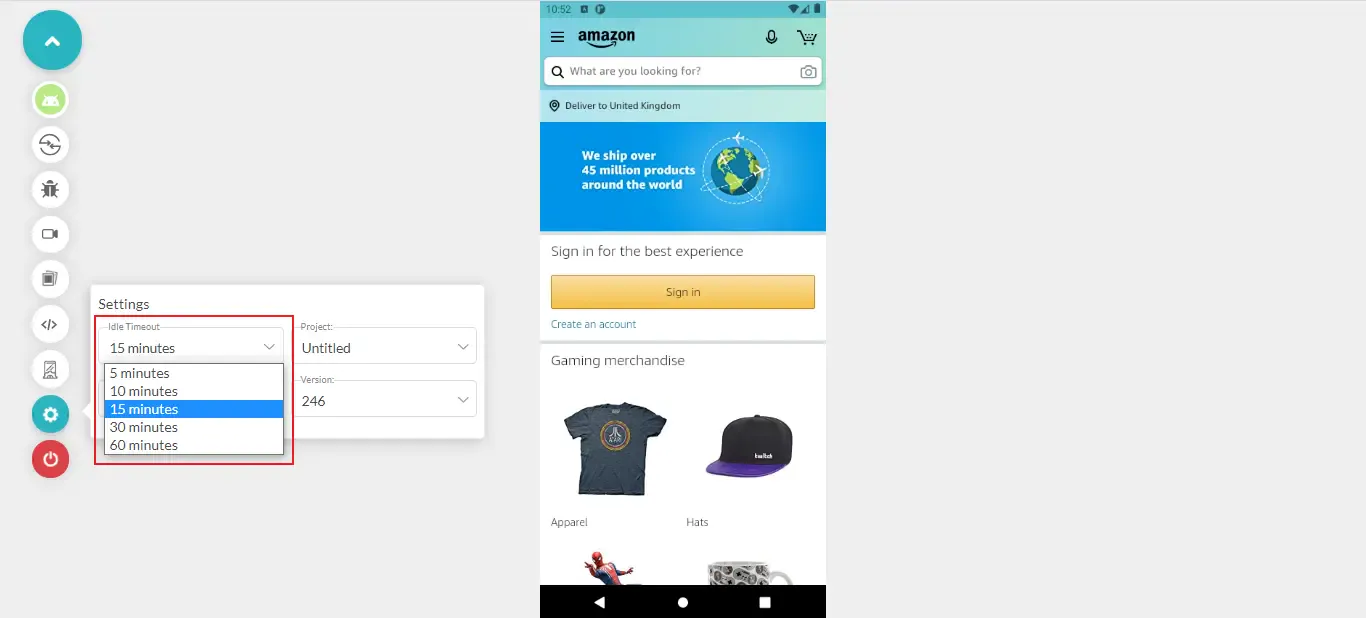 Settings
Idle Timeout
15 minutes
5 minutes
10 minutes
15 minutes
30 minutes
60 minutes
Project:
Untitled
Version:
246
10:52
amazon
What are you looking for?
Deliver to United Kingdom
We ship over
45 million products
around the world
Sign in for the best experience
Sign in
Create an account
Gaming merchandise
Apparel
Hats